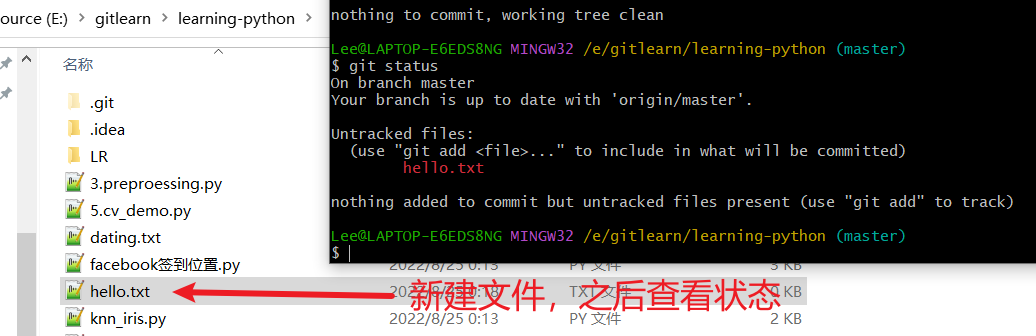 ource (E:) › gitlearn › learning-python ›
名称
.git
.idea
LR
3.preproessing.py
5.cv_demo.py
dating.txt
facebook签到位置.py 2022/8/25 0:13 PY 文件 3 KB
hello.txt 2022/8/25 0:18 TXT 文件 0 KB
knn_iris.py 2022/8/25 0:13 PY 文件 2 KB
nothing to commit, working tree clean
Lee@LAPTOP-E6EDS8NG MINGW32 /e/gitlearn/learning-python (master)
$ git status
On branch master
Your branch is up to date with 'origin/master'.
Untracked files:
(use "git add <file>..." to include in what will be committed)
hello.txt
nothing added to commit but untracked files present (use "git add" to track)
Lee@LAPTOP-E6EDS8NG MINGW32 /e/gitlearn/learning-python (master)
$
新建文件，之后查看状态